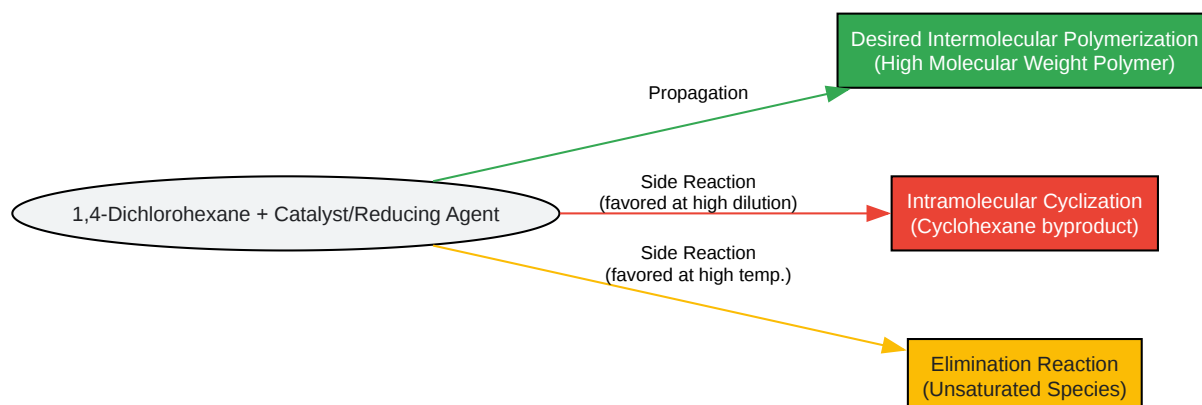 Desired Intermolecular Polymerization
(High Molecular Weight Polymer)
Propagation
Side Reaction
(favored at high dilution)
1,4-Dichlorohexane + Catalyst/Reducing Agent
Intramolecular Cyclization
(Cyclohexane byproduct)
Side Reaction
(favored at high temp.)
Elimination Reaction
(Unsaturated Species)